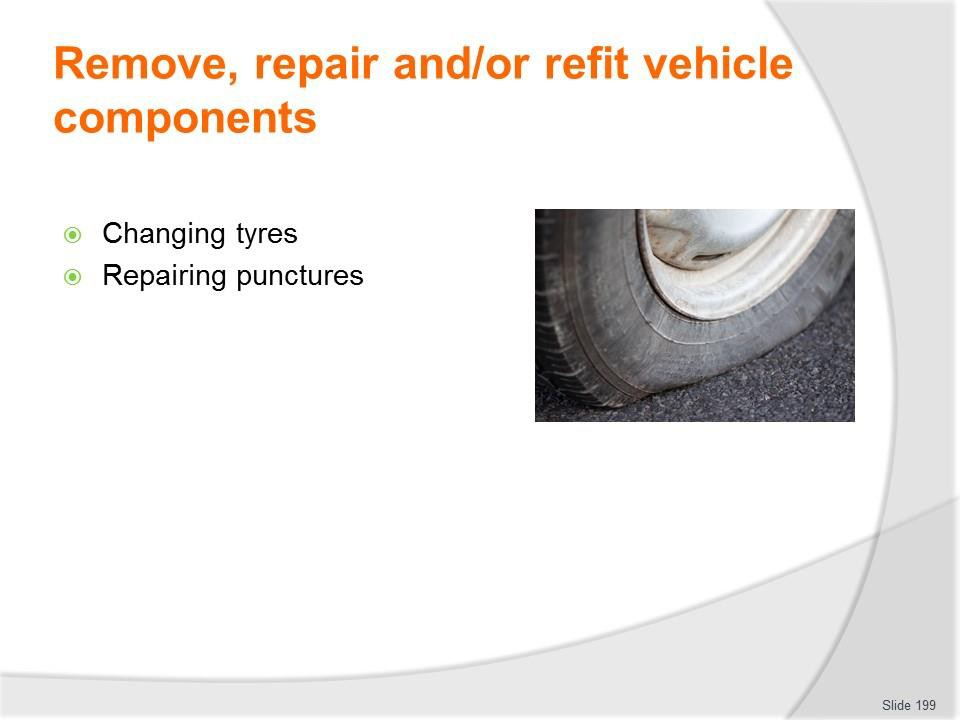 Remove, repair and/or refit vehicle
components
Changing tyres
Repairing punctures
Slide 199